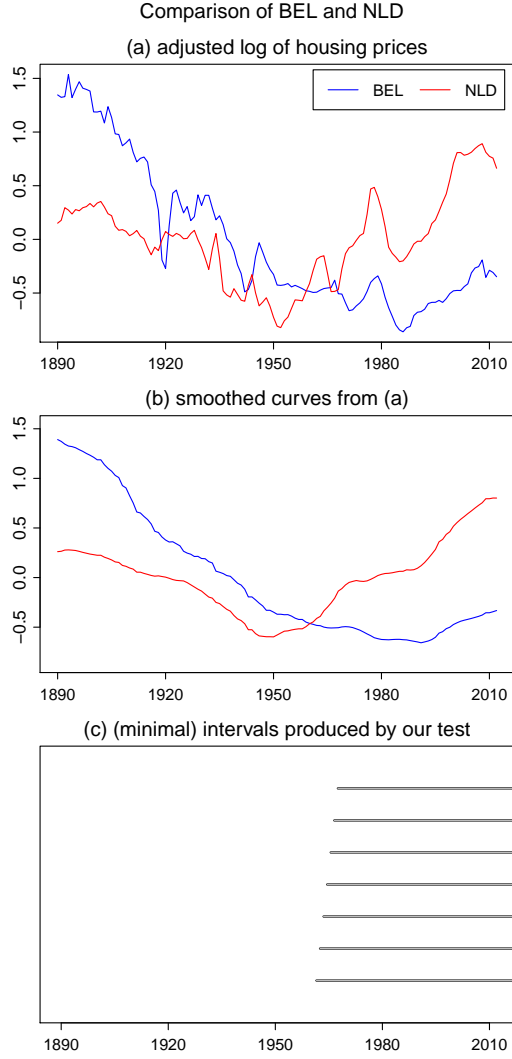 Comparison of BEL and NLD
(a) adjusted log of housing prices
BEL NLD
1.5
1.0
0.5
0.0
−0.5
1890 1920 1950 1980 2010
(b) smoothed curves from (a)
1.5
1.0
0.5
0.0
−0.5
1890 1920 1950 1980 2010
(c) (minimal) intervals produced by our test
1890 1920 1950 1980 2010